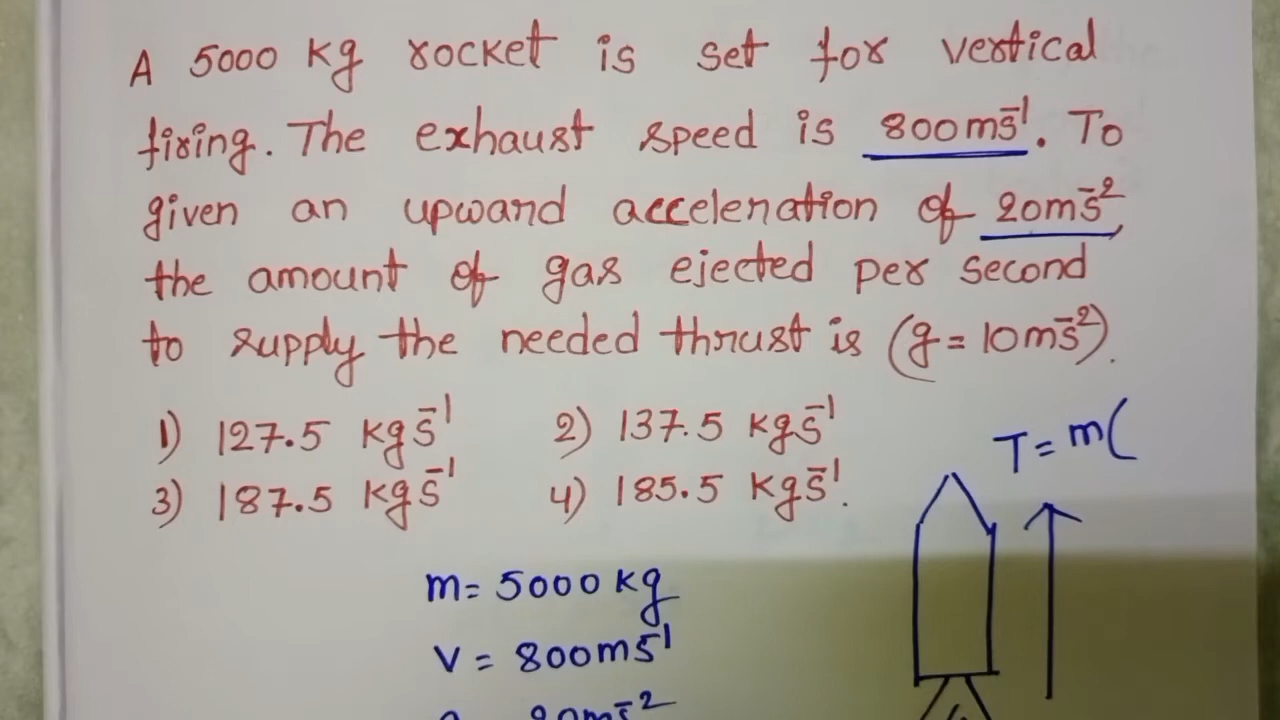 A 5000 kg rocket is set for vertical
firing. The exhaust speed is 800ms⁻¹. To
given an upward acceleration of 20ms⁻²,
the amount of gas ejected per second
to supply the needed thrust is (g = 10ms⁻²).
1) 127.5 kgs⁻¹ 2) 137.5 kgs⁻¹
3) 187.5 kgs⁻¹ 4) 185.5 kgs⁻¹.
T = m(
m = 5000 kg
V = 800ms⁻¹